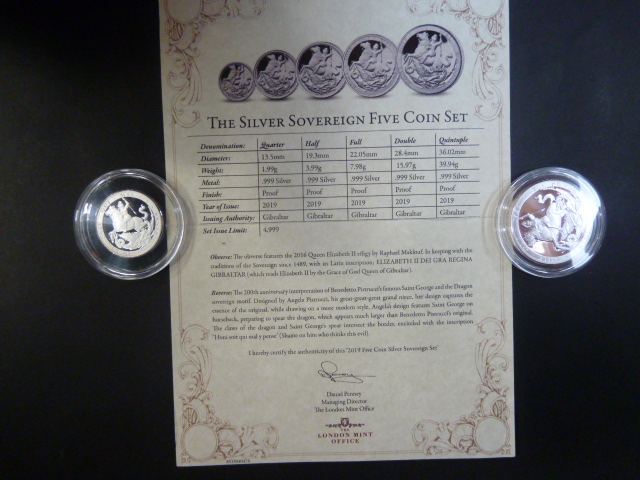 THE SILVER SOVEREIGN FIVE COIN SET
Denomination: Quarter Half Full Double Quintuple
Diameter: 13.5mm 19.3mm 22.05mm 28.4mm 36.02mm
Weight: 1.99g 3.99g 7.98g 15.97g 39.94g
Metal: .999 Silver .999 Silver .999 Silver .999 Silver .999 Silver
Finish: Proof Proof Proof Proof Proof
Year of Issue: 2019 2019 2019 2019 2019
Issuing Authority: Gibraltar Gibraltar Gibraltar Gibraltar Gibraltar
Set Issue Limit: 4,999
Obverse: The obverse features the 2016 Queen Elizabeth II effigy by Raphael Maklouf. In keeping with the
traditions of the Sovereign since 1489, with its Latin inscription; ELIZABETH II DEI GRA REGINA
GIBRALTAR (which reads Elizabeth II by the Grace of God Queen of Gibraltar).
Reverse: The 200th anniversary interpretation of Benedetto Pistrucci's famous Saint George and the Dragon
sovereign motif. Designed by Angela Pistrucci, his great-great-great grand niece, her design captures the
essence of the original, while drawing on a more modern style. Angela's design features Saint George on
horseback, preparing to spear the dragon, which appears much larger than Benedetto Pistrucci's original.
The claws of the dragon and Saint George's spear intersect the border, encircled with the inscription
"Honi soit qui mal y pense" (Shame on him who thinks this evil).
I hereby certify the authenticity of this '2019 Five Coin Silver Sovereign Set'
Daniel Penney
Managing Director
The London Mint Office
THE
LONDON MINT
OFFICE